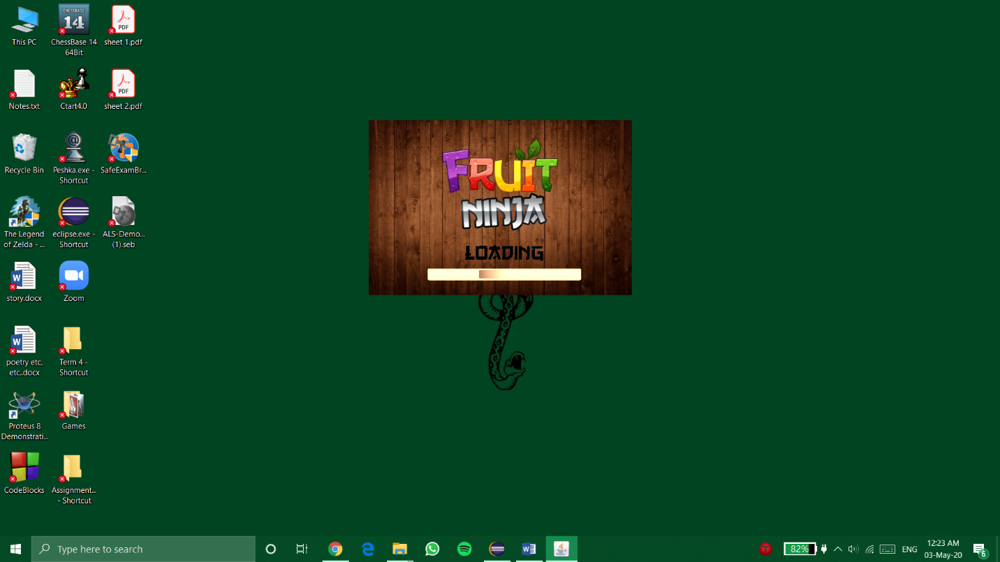 This PC
ChessBase 14
64Bit
sheet 1.pdf
Notes.txt
Ctart4.0
sheet 2.pdf
Recycle Bin
Peshka.exe -
Shortcut
SafeExamBr...
The Legend
of Zelda - ...
eclipse.exe -
Shortcut
ALS-Demo...
(1).seb
story.docx
Zoom
poetry etc,
etc..docx
Term 4 -
Shortcut
Proteus 8
Demonstrati...
Games
CodeBlocks
Assignment...
- Shortcut
CHESSBASE
14
PDF
PDF
W
W
FRUIT
NINJA
LOADING
Type here to search
W
82%
ENG
12:23 AM
03-May-20
6